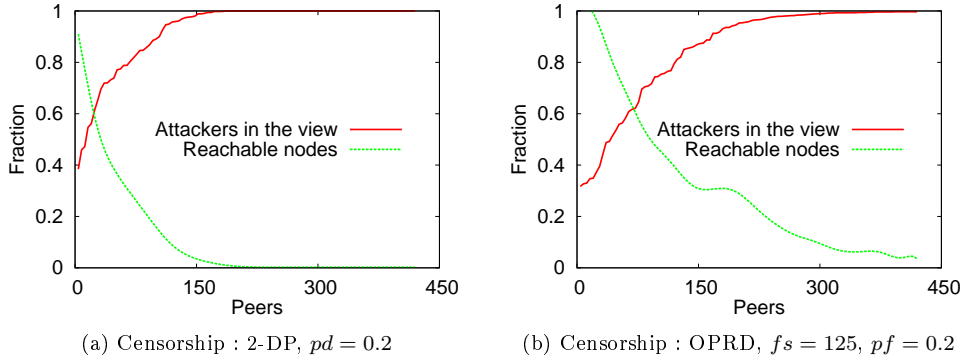 1
0.8
0.6
0.4
0.2
0
Fraction
Attackers in the view
Reachable nodes
0 150 300 450
Peers
(a) Censorship : 2-DP, pd = 0.2
1
0.8
0.6
0.4
0.2
0
Fraction
Attackers in the view
Reachable nodes
0 150 300 450
Peers
(b) Censorship : OPRD, fs = 125, pf = 0.2